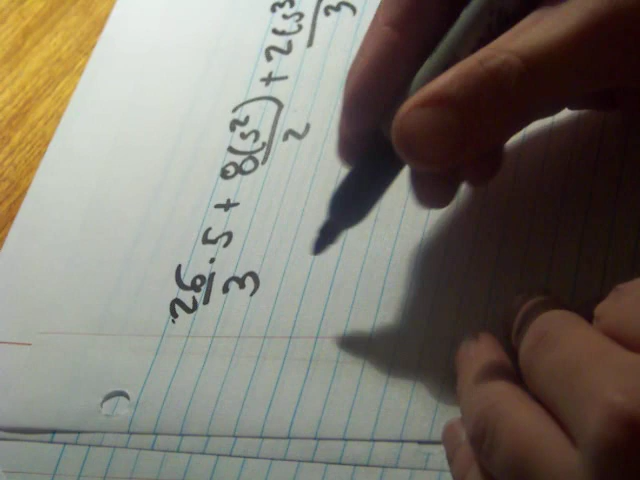 26/3 · 5 + 8(5²)/2 + 2(5³/3